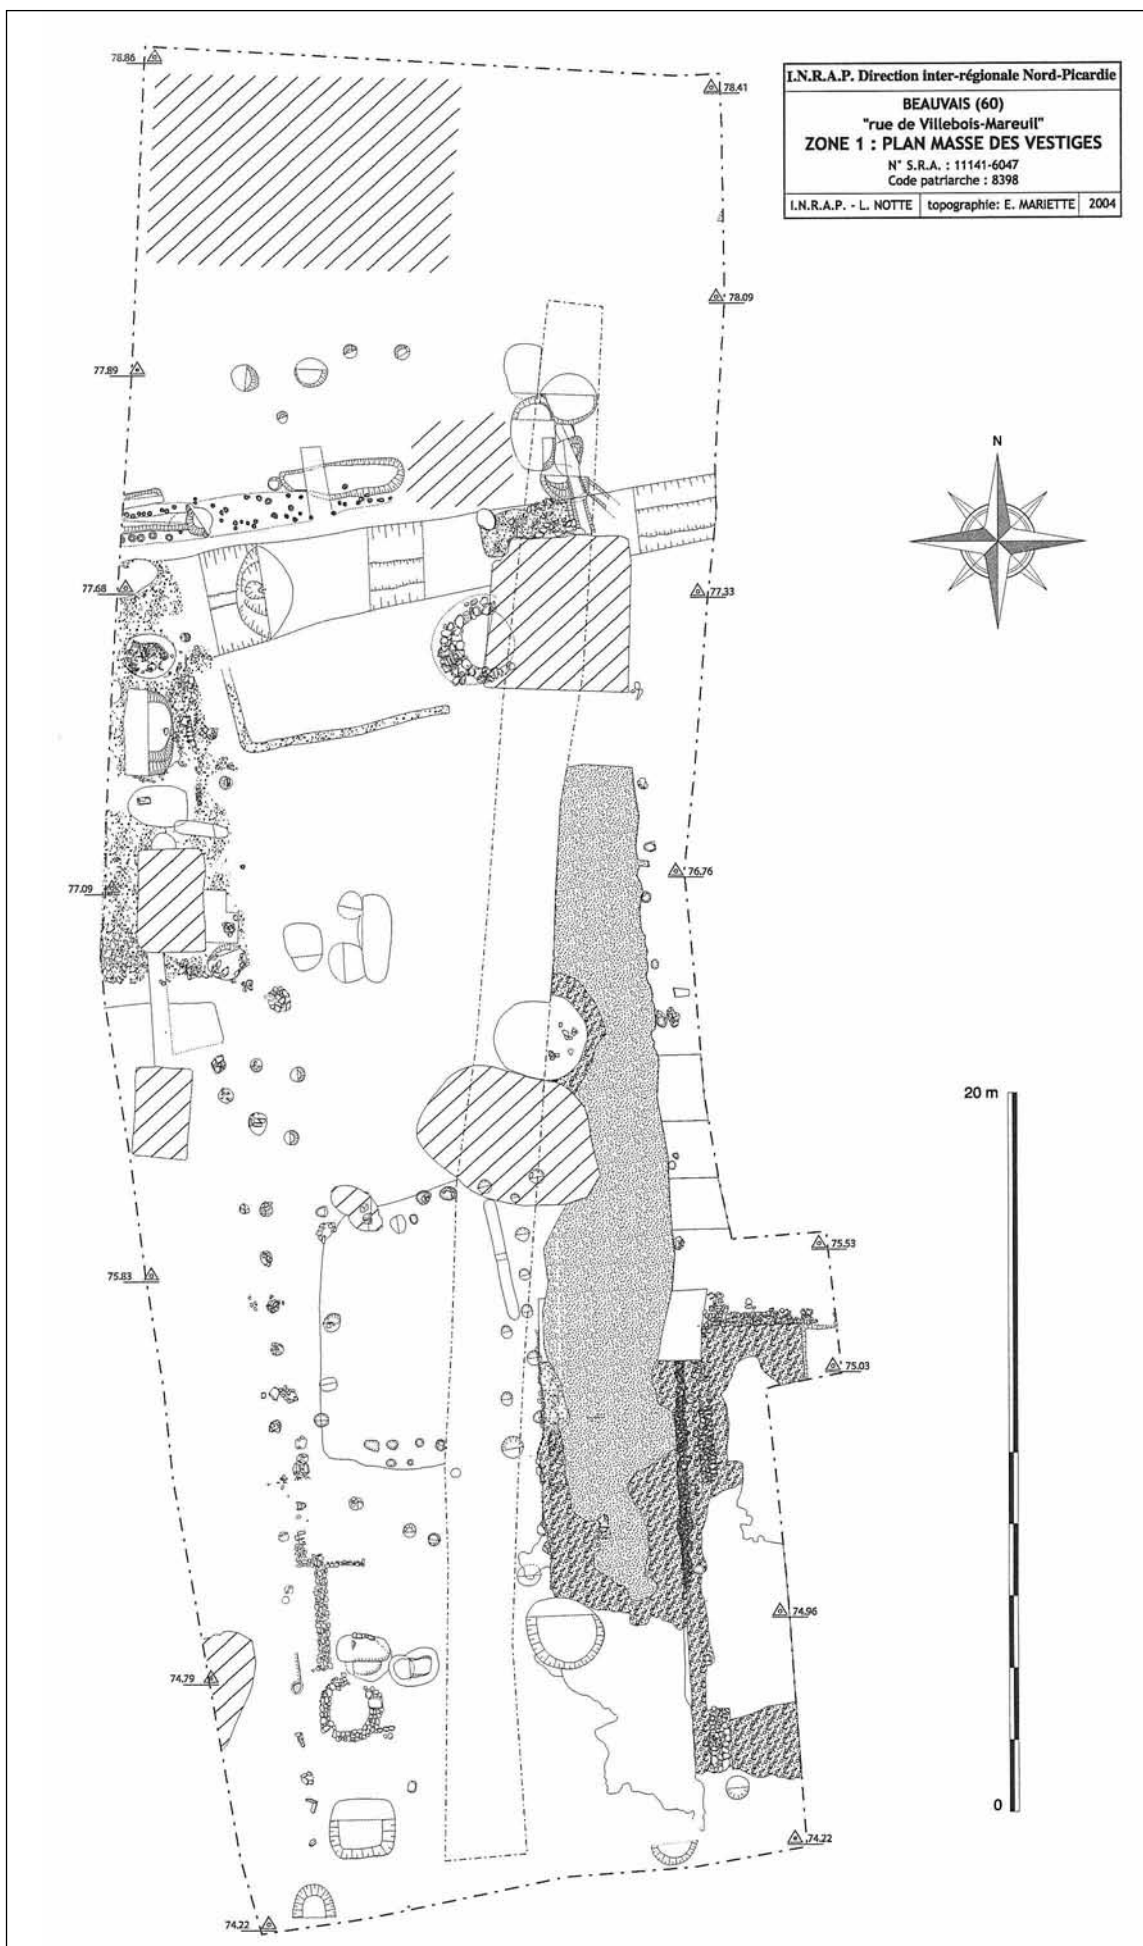 I.N.R.A.P. Direction inter-régionale Nord-Picardie
BEAUVAIS (60)
"rue de Villebois-Mareuil"
ZONE 1 : PLAN MASSE DES VESTIGES
N° S.R.A. : 11141-6047
Code patriarche : 8398
I.N.R.A.P. - L. NOTTE topographie: E. MARIETTE 2004
78.86
78.41
78.09
77.89
N
77.68
77.33
76.76
77.09
20 m
75.53
75.83
75.03
74.96
74.79
0
74.22
74.22